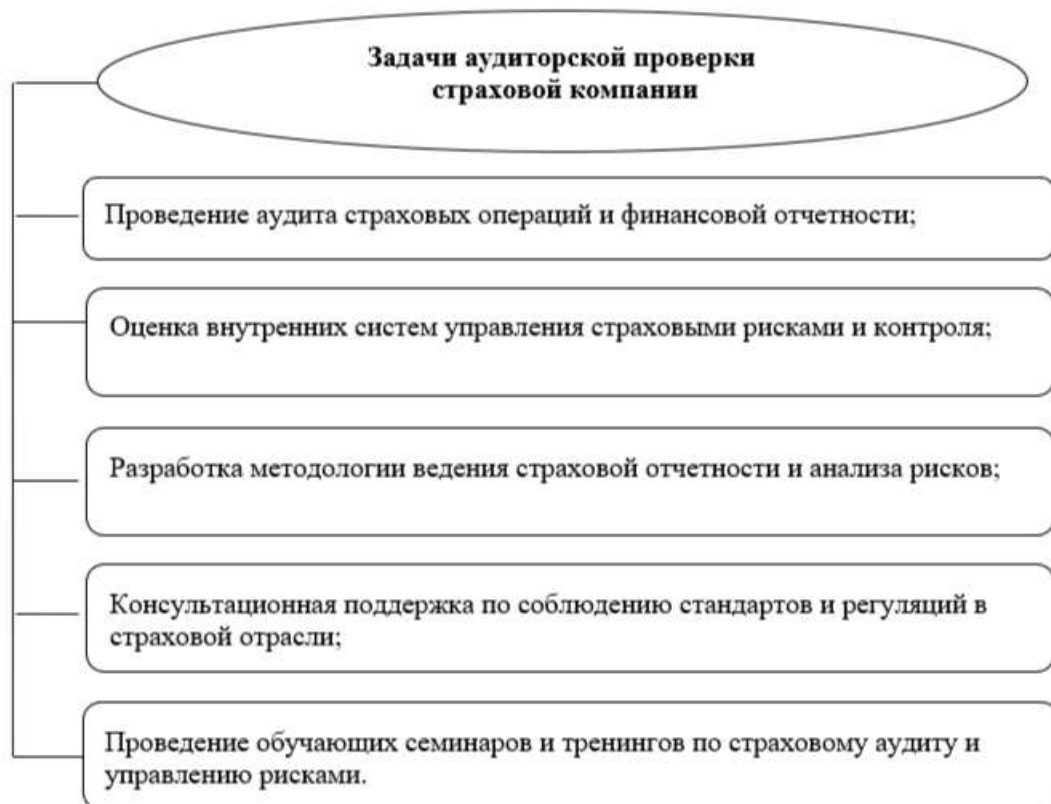 Задачи аудиторской проверки
страховой компании
Проведение аудита страховых операций и финансовой отчетности;
Оценка внутренних систем управления страховыми рисками и контроля;
Разработка методологии ведения страховой отчетности и анализа рисков;
Консультационная поддержка по соблюдению стандартов и регуляций в
страховой отрасли;
Проведение обучающих семинаров и тренингов по страховому аудиту и
управлению рисками.